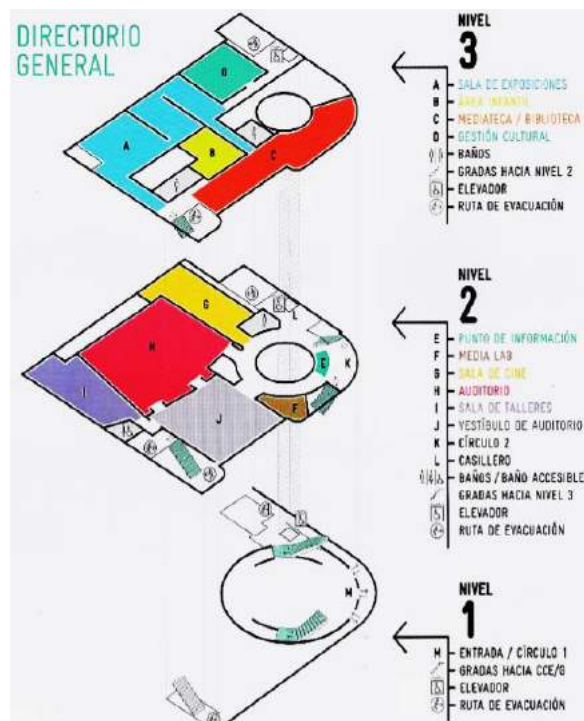 DIRECTORIO
GENERAL
NIVEL
3
A SALA DE EXPOSICIONES
B ÁREA INFANTIL
C MEDIATECA / BIBLIOTECA
D GESTIÓN CULTURAL
BAÑOS
GRADAS HACIA NIVEL 2
ELEVADOR
RUTA DE EVACUACIÓN
D
A
B
C
NIVEL
2
E PUNTO DE INFORMACIÓN
F MEDIA LAB
G SALA DE CINE
H AUDITORIO
I SALA DE TALLERES
J VESTÍBULO DE AUDITORIO
K CÍRCULO 2
L CASILLERO
BAÑOS / BAÑO ACCESIBLE
GRADAS HACIA NIVEL 3
ELEVADOR
RUTA DE EVACUACIÓN
G
L
H
E
K
I
J
F
NIVEL
1
M ENTRADA / CÍRCULO 1
GRADAS HACIA CCE/G
ELEVADOR
RUTA DE EVACUACIÓN
M